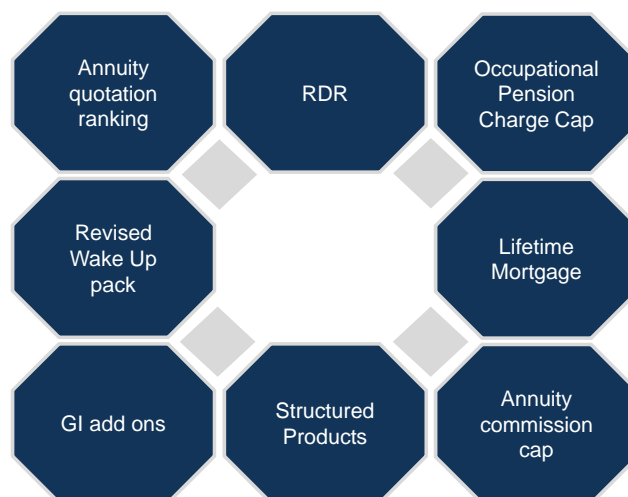 Annuity
quotation
ranking
RDR
Occupational
Pension
Charge Cap
Revised
Wake Up
pack
Lifetime
Mortgage
GI add ons
Structured
Products
Annuity
commission
cap